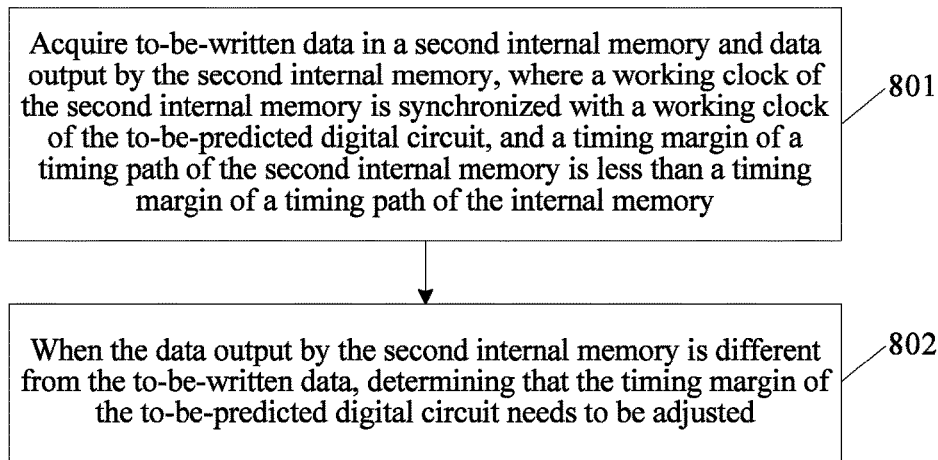 Acquire to-be-written data in a second internal memory and data
output by the second internal memory, where a working clock of
the second internal memory is synchronized with a working clock
of the to-be-predicted digital circuit, and a timing margin of a
timing path of the second internal memory is less than a timing
margin of a timing path of the internal memory
801
When the data output by the second internal memory is different
from the to-be-written data, determining that the timing margin of
the to-be-predicted digital circuit needs to be adjusted
802